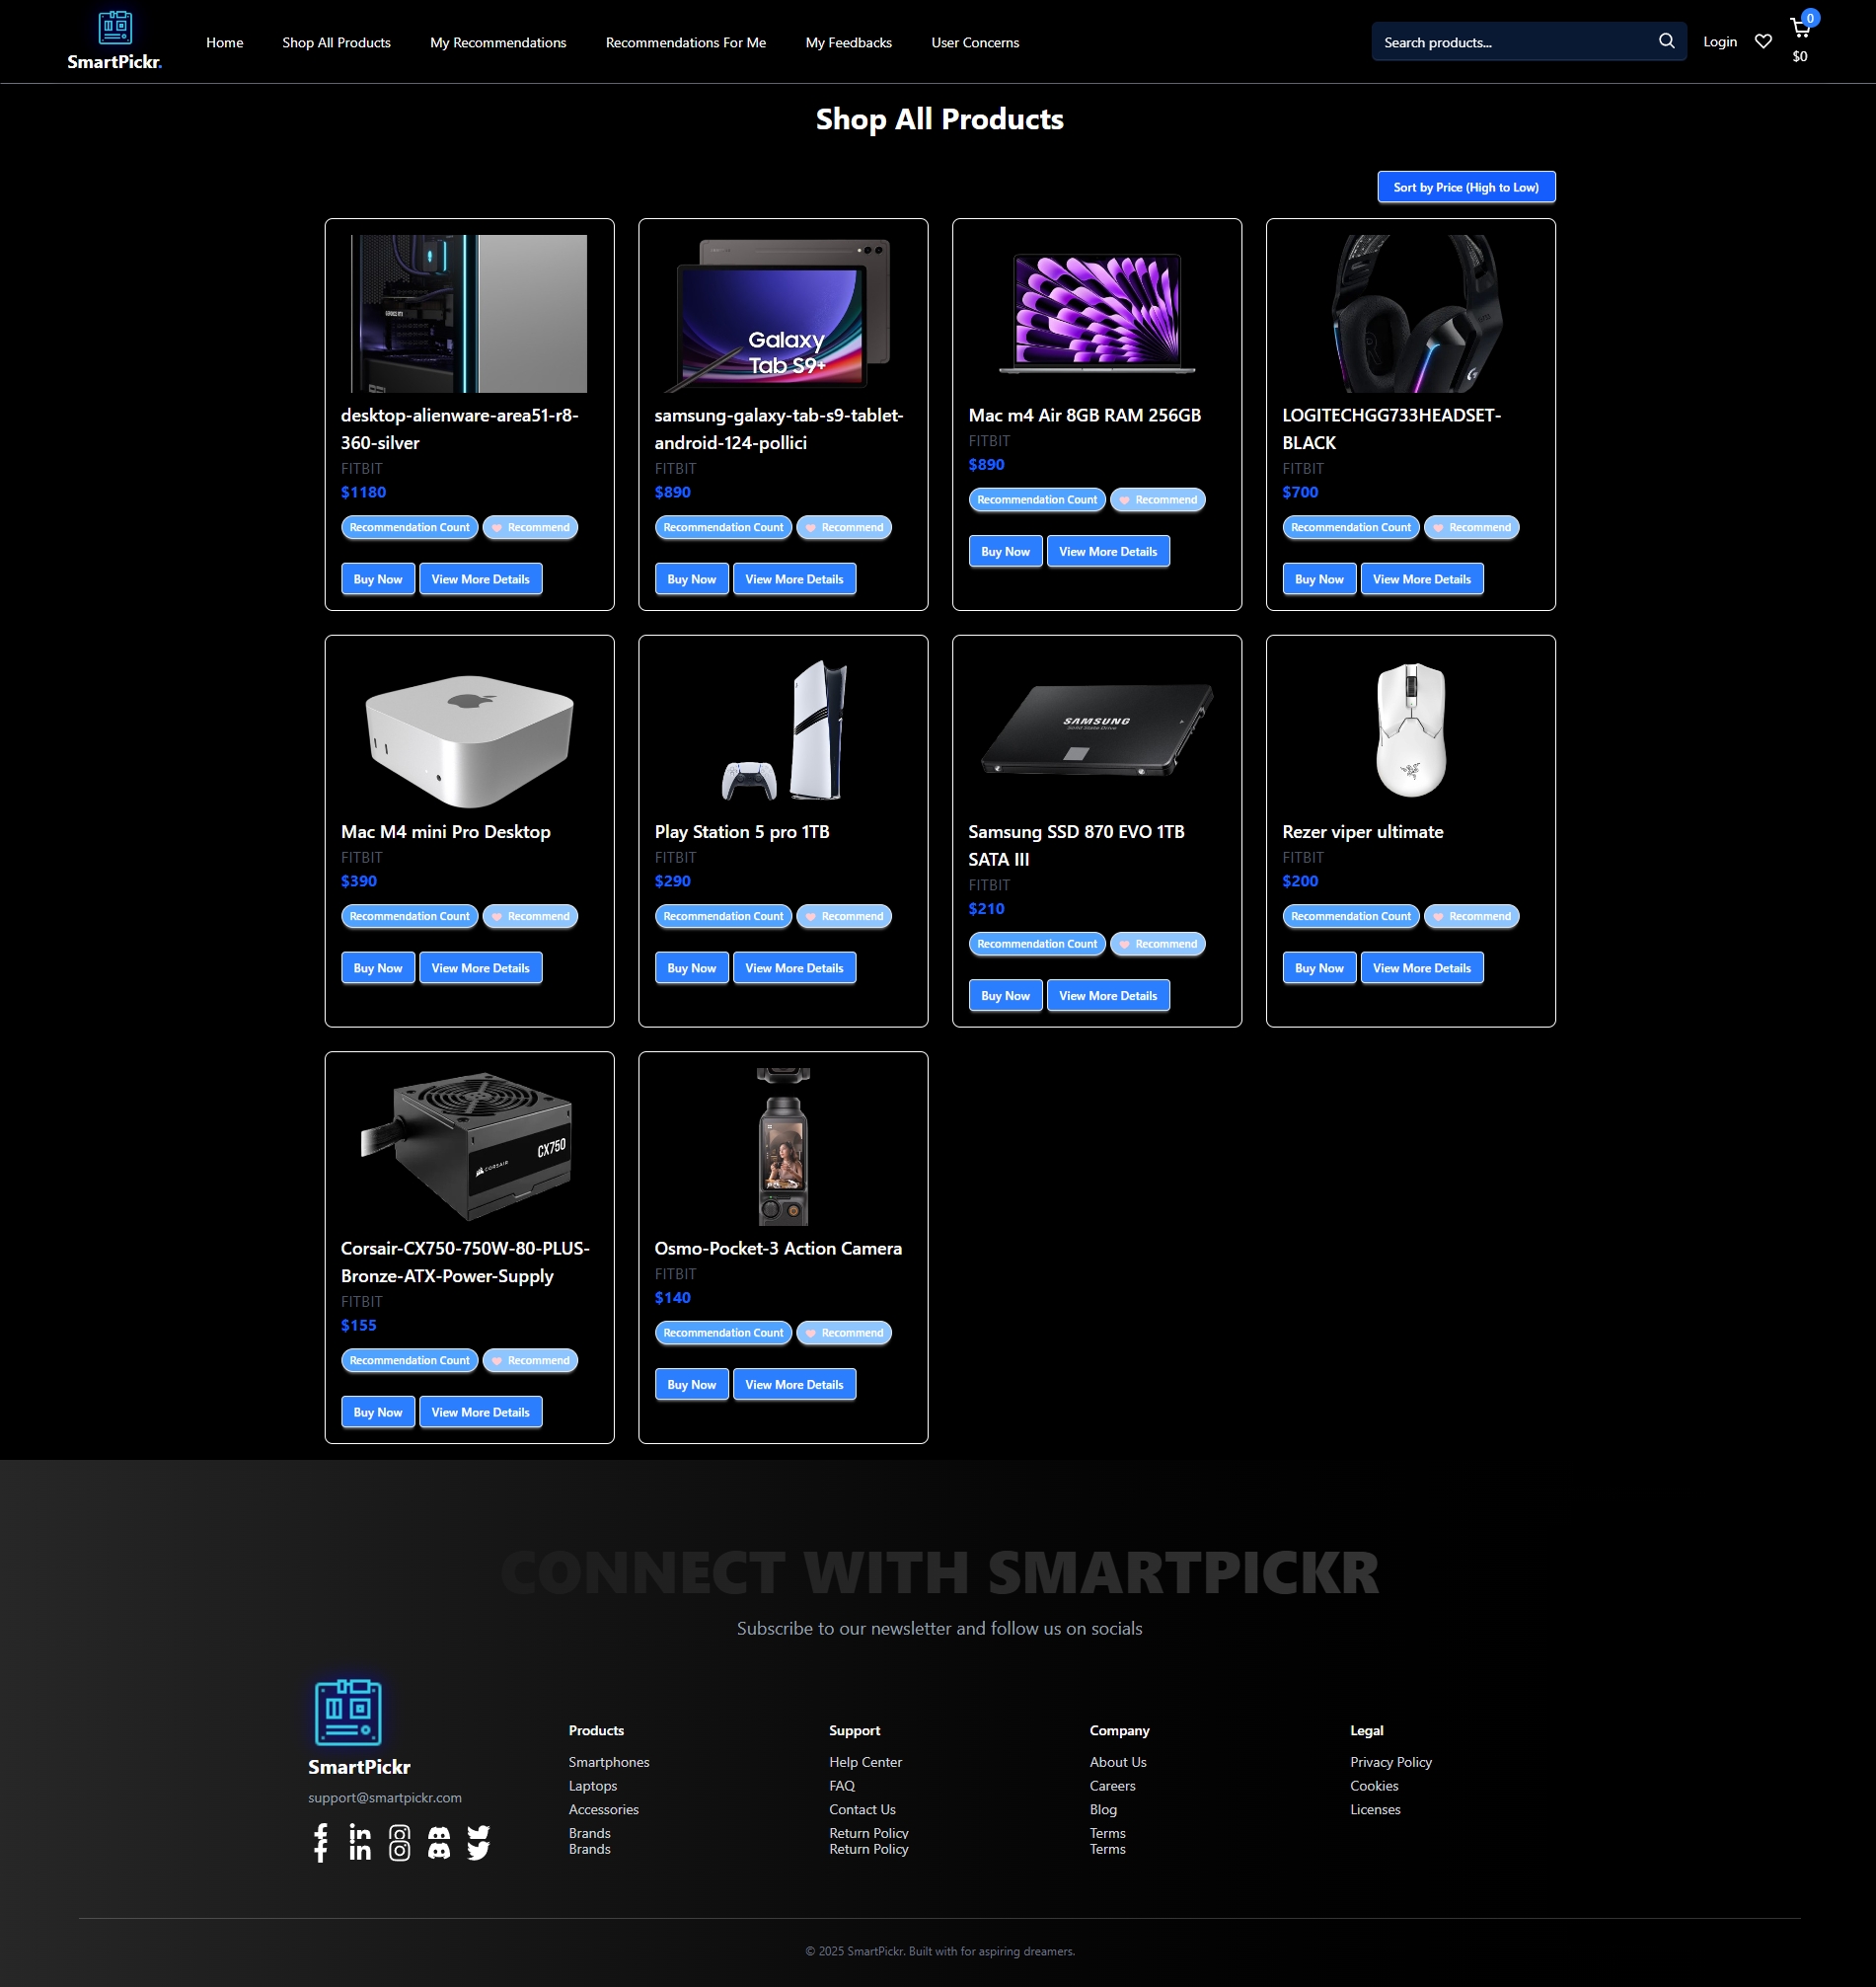 SmartPickr.
Home
Shop All Products
My Recommendations
Recommendations For Me
My Feedbacks
User Concerns
Search products...
Login
0
$0
Shop All Products
Sort by Price (High to Low)
desktop-alienware-area51-r8-
360-silver
FITBIT
$1180
Recommendation Count
Recommend
Buy Now
View More Details
Galaxy
Tab S9+
samsung-galaxy-tab-s9-tablet-
android-124-pollici
FITBIT
$890
Recommendation Count
Recommend
Buy Now
View More Details
Mac m4 Air 8GB RAM 256GB
FITBIT
$890
Recommendation Count
Recommend
Buy Now
View More Details
LOGITECHGG733HEADSET-
BLACK
FITBIT
$700
Recommendation Count
Recommend
Buy Now
View More Details
Mac M4 mini Pro Desktop
FITBIT
$390
Recommendation Count
Recommend
Buy Now
View More Details
Play Station 5 pro 1TB
FITBIT
$290
Recommendation Count
Recommend
Buy Now
View More Details
SAMSUNG
Solid State Drive
Samsung SSD 870 EVO 1TB
SATA III
FITBIT
$210
Recommendation Count
Recommend
Buy Now
View More Details
Rezer viper ultimate
FITBIT
$200
Recommendation Count
Recommend
Buy Now
View More Details
CX750
CORSAIR
Corsair-CX750-750W-80-PLUS-
Bronze-ATX-Power-Supply
FITBIT
$155
Recommendation Count
Recommend
Buy Now
View More Details
Osmo-Pocket-3 Action Camera
FITBIT
$140
Recommendation Count
Recommend
Buy Now
View More Details
CONNECT WITH SMARTPICKR
Subscribe to our newsletter and follow us on socials
SmartPickr
support@smartpickr.com
Products
Smartphones
Laptops
Accessories
Brands
Brands
Support
Help Center
FAQ
Contact Us
Return Policy
Return Policy
Company
About Us
Careers
Blog
Terms
Terms
Legal
Privacy Policy
Cookies
Licenses
© 2025 SmartPickr. Built with for aspiring dreamers.